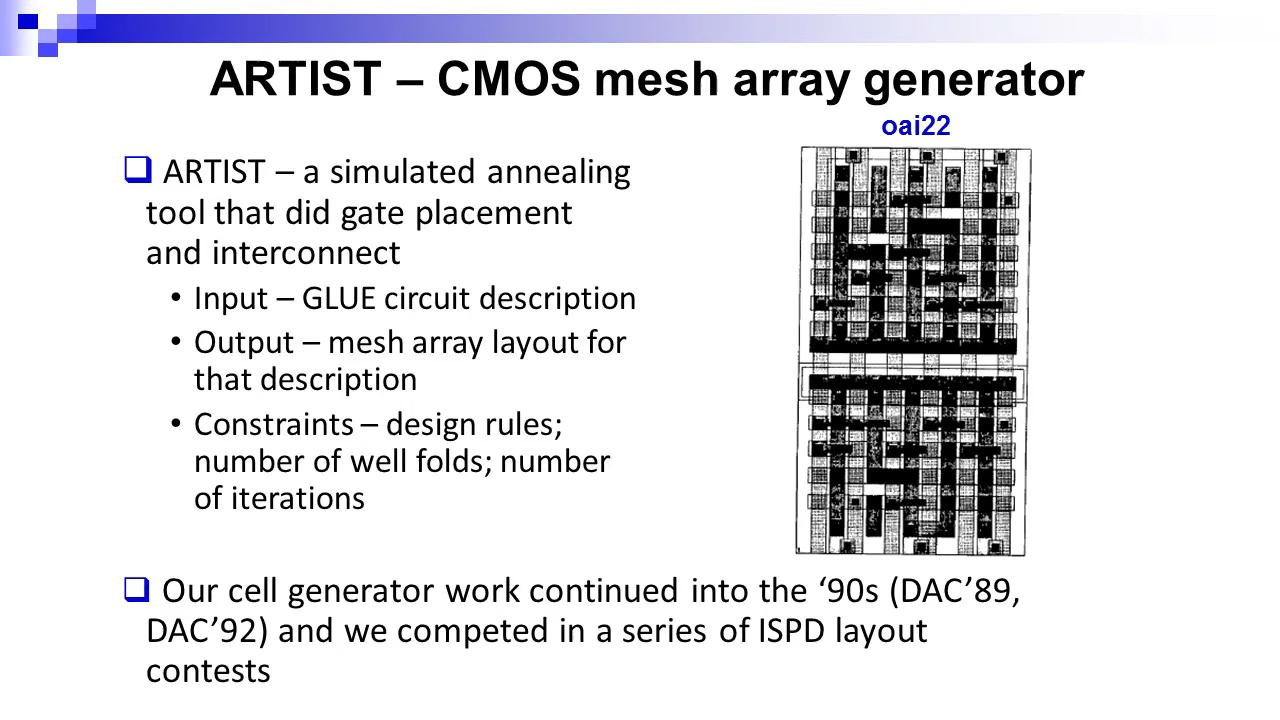 ARTIST – CMOS mesh array generator
oai22
❑ ARTIST – a simulated annealing
tool that did gate placement
and interconnect
• Input – GLUE circuit description
• Output – mesh array layout for
that description
• Constraints – design rules;
number of well folds; number
of iterations
❑ Our cell generator work continued into the ‘90s (DAC’89,
DAC’92) and we competed in a series of ISPD layout
contests